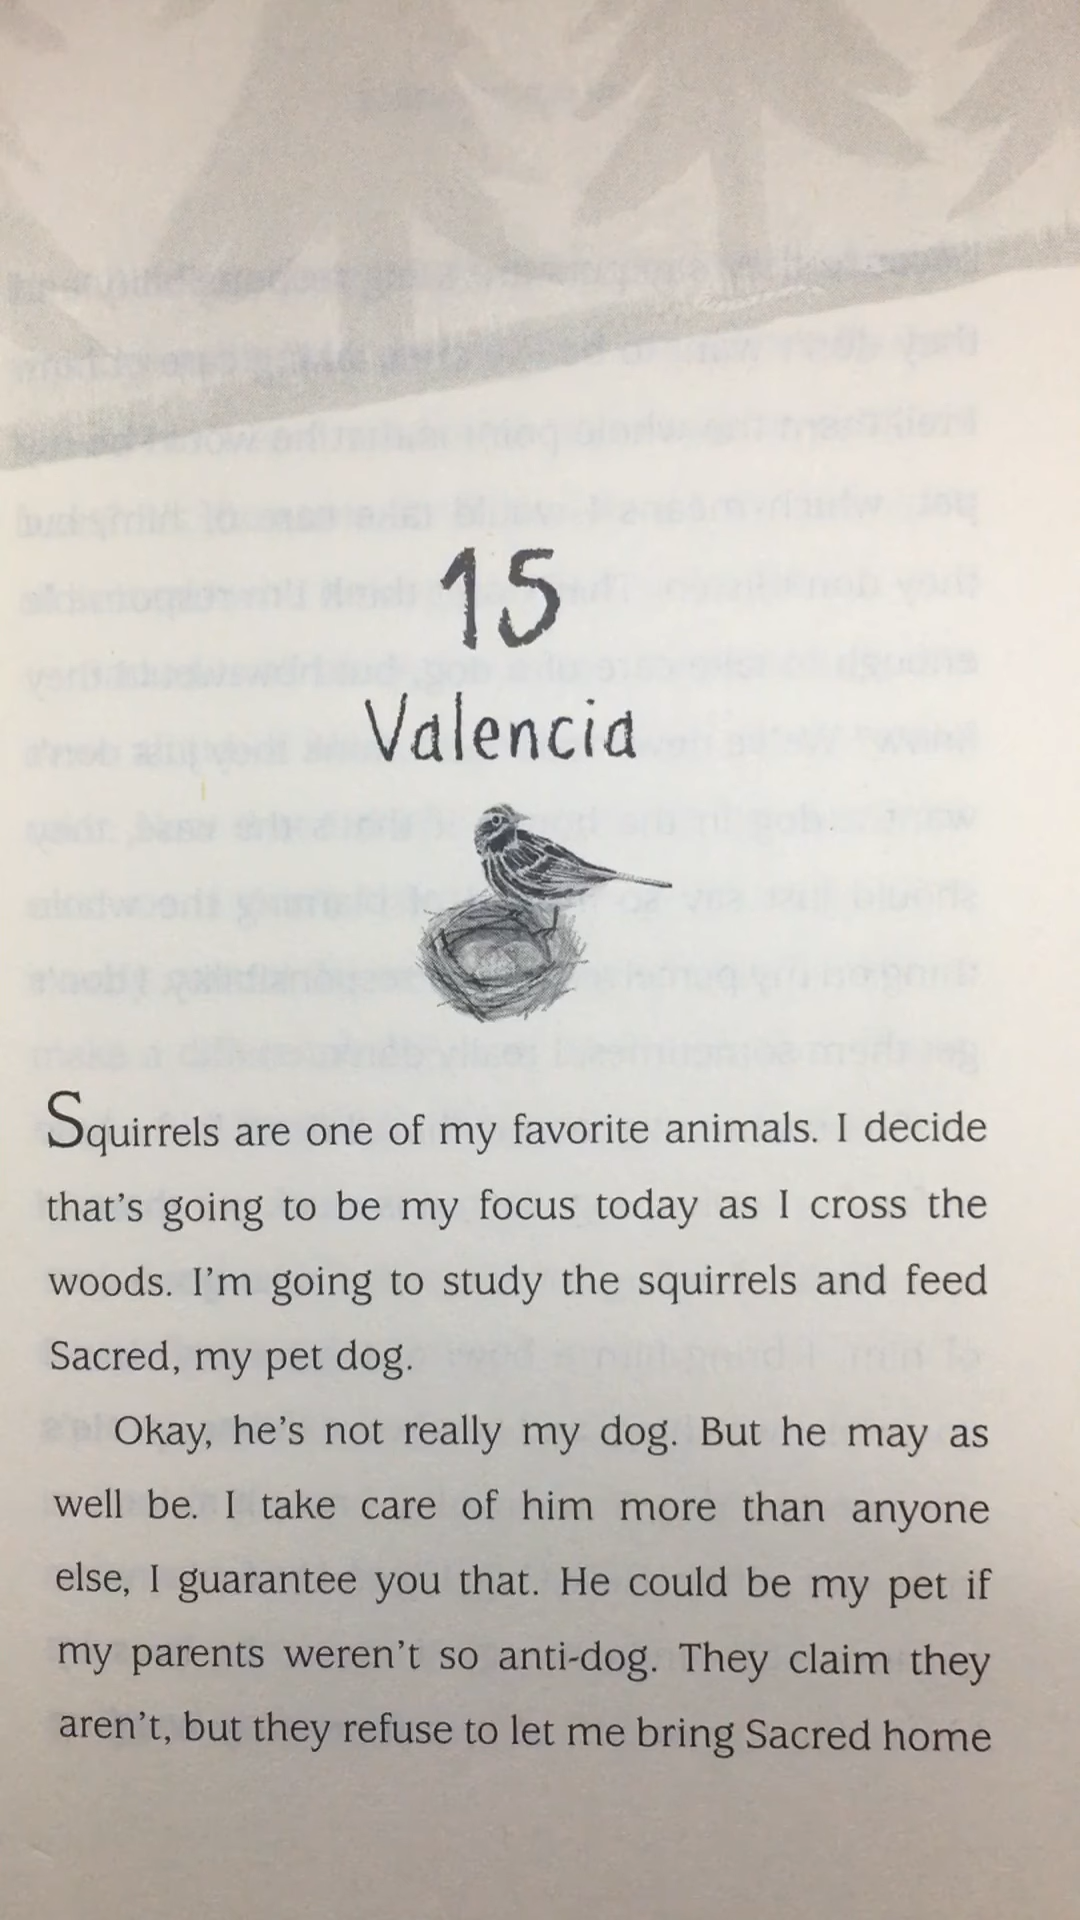 15
Valencia
Squirrels are one of my favorite animals. I decide
that’s going to be my focus today as I cross the
woods. I’m going to study the squirrels and feed
Sacred, my pet dog.
Okay, he’s not really my dog. But he may as
well be. I take care of him more than anyone
else, I guarantee you that. He could be my pet if
my parents weren’t so anti-dog. They claim they
aren’t, but they refuse to let me bring Sacred home